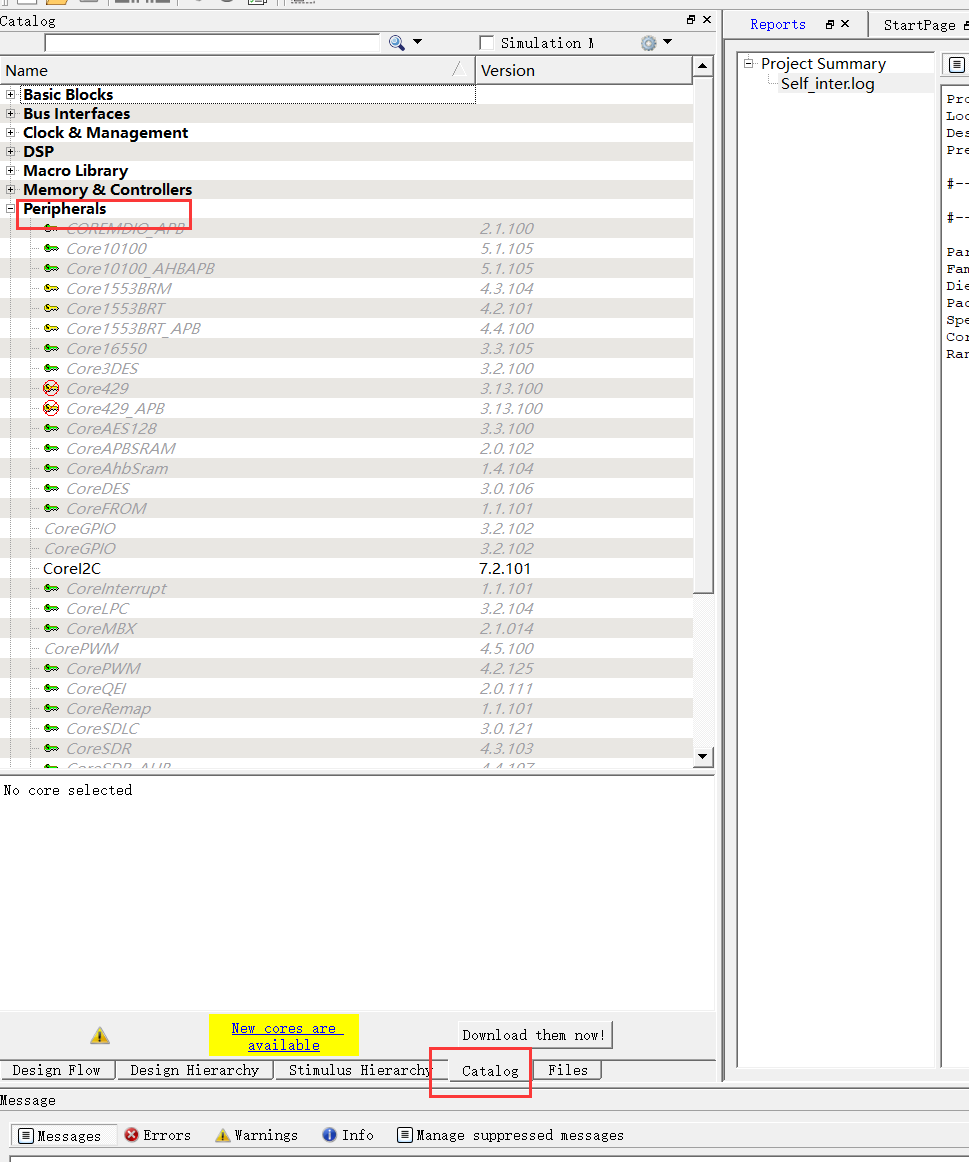 Catalog
Simulation M
Name Version
Basic Blocks
Bus Interfaces
Clock & Management
DSP
Macro Library
Memory & Controllers
Peripherals
COREMDIO_APB 2.1.100
Core10100 5.1.105
Core10100_AHBAPB 5.1.105
Core1553BRM 4.3.104
Core1553BRT 4.2.101
Core1553BRT_APB 4.4.100
Core16550 3.3.105
Core3DES 3.2.100
Core429 3.13.100
Core429_APB 3.13.100
CoreAES128 3.3.100
CoreAPBSRAM 2.0.102
CoreAhbSram 1.4.104
CoreDES 3.0.106
CoreFROM 1.1.101
CoreGPIO 3.2.102
CoreGPIO 3.2.102
CoreI2C 7.2.101
CoreInterrupt 1.1.101
CoreLPC 3.2.104
CoreMBX 2.1.014
CorePWM 4.5.100
CorePWM 4.2.125
CoreQEI 2.0.111
CoreRemap 1.1.101
CoreSDLC 3.0.121
CoreSDR 4.3.103
CoreSDR_AHB 4.4.107
No core selected
New cores are
available
Download them now!
Design Flow Design Hierarchy Stimulus Hierarchy Catalog Files
Reports StartPage
Project Summary
Self_inter.log
Pro
Loc
Des
Pre
#--
#--
Par
Fam
Die
Pac
Spe
Cor
Ran
Message
Messages Errors Warnings Info Manage suppressed messages